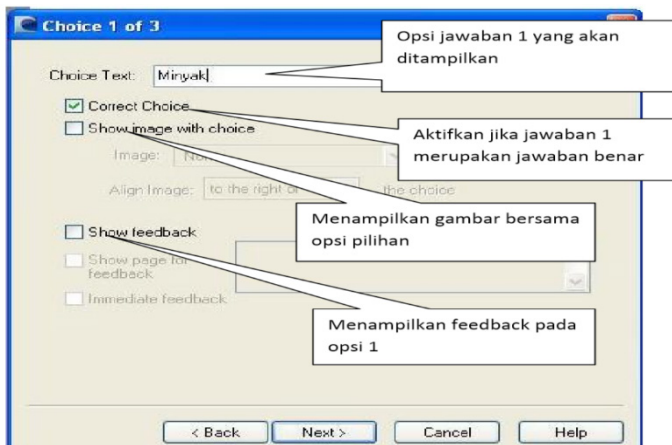 Choice 1 of 3
Opsi jawaban 1 yang akan
ditampilkan
Choice Text: Minyak
Correct Choice
Aktifkan jika jawaban 1
merupakan jawaban benar
Show image with choice
Image:
Align Image: to the right of the choice
Menampilkan gambar bersama
opsi pilihan
Show feedback
Show page for
feedback
Immediate feedback
Menampilkan feedback pada
opsi 1
< Back Next > Cancel Help